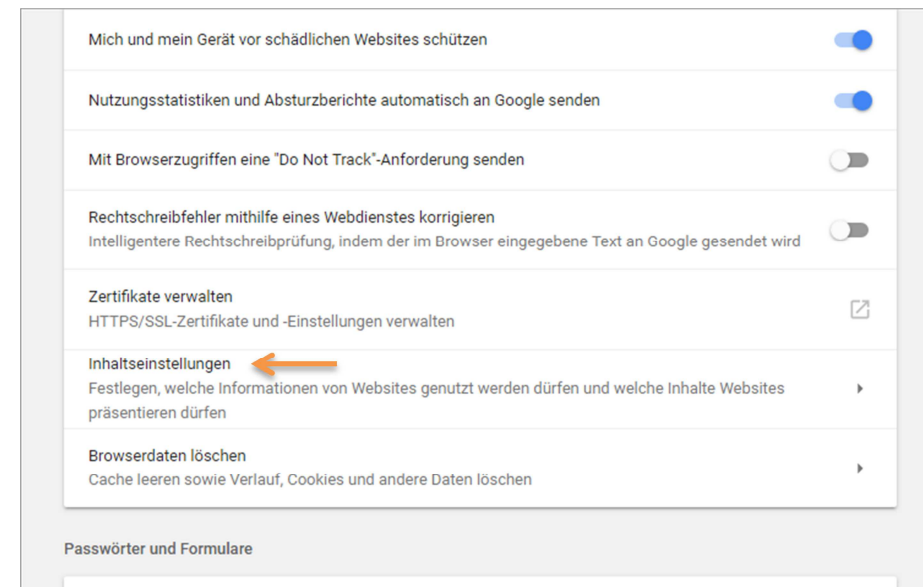 Mich und mein Gerät vor schädlichen Websites schützen
Nutzungsstatistiken und Absturzberichte automatisch an Google senden
Mit Browserzugriffen eine "Do Not Track"-Anforderung senden
Rechtschreibfehler mithilfe eines Webdienstes korrigieren
Intelligentere Rechtschreibprüfung, indem der im Browser eingegebene Text an Google gesendet wird
Zertifikate verwalten
HTTPS/SSL-Zertifikate und -Einstellungen verwalten
Inhaltseinstellungen
Festlegen, welche Informationen von Websites genutzt werden dürfen und welche Inhalte Websites
präsentieren dürfen
Browserdaten löschen
Cache leeren sowie Verlauf, Cookies und andere Daten löschen
Passwörter und Formulare